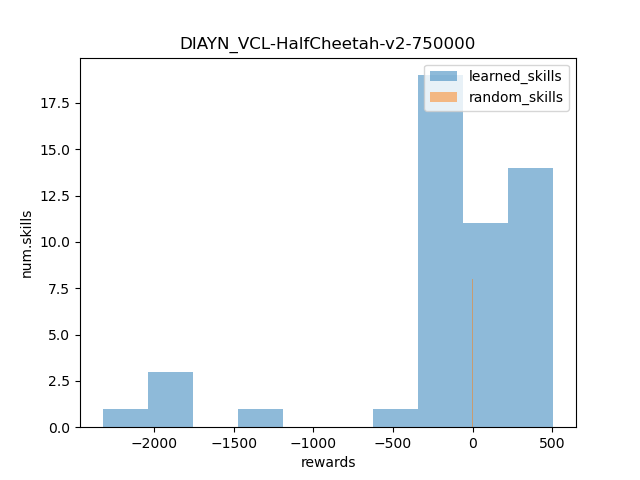 DIAYN_VCL-HalfCheetah-v2-750000
learned_skills
random_skills
17.5
15.0
12.5
10.0
7.5
5.0
2.5
0.0
num.skills
−2000 −1500 −1000 −500 0 500
rewards